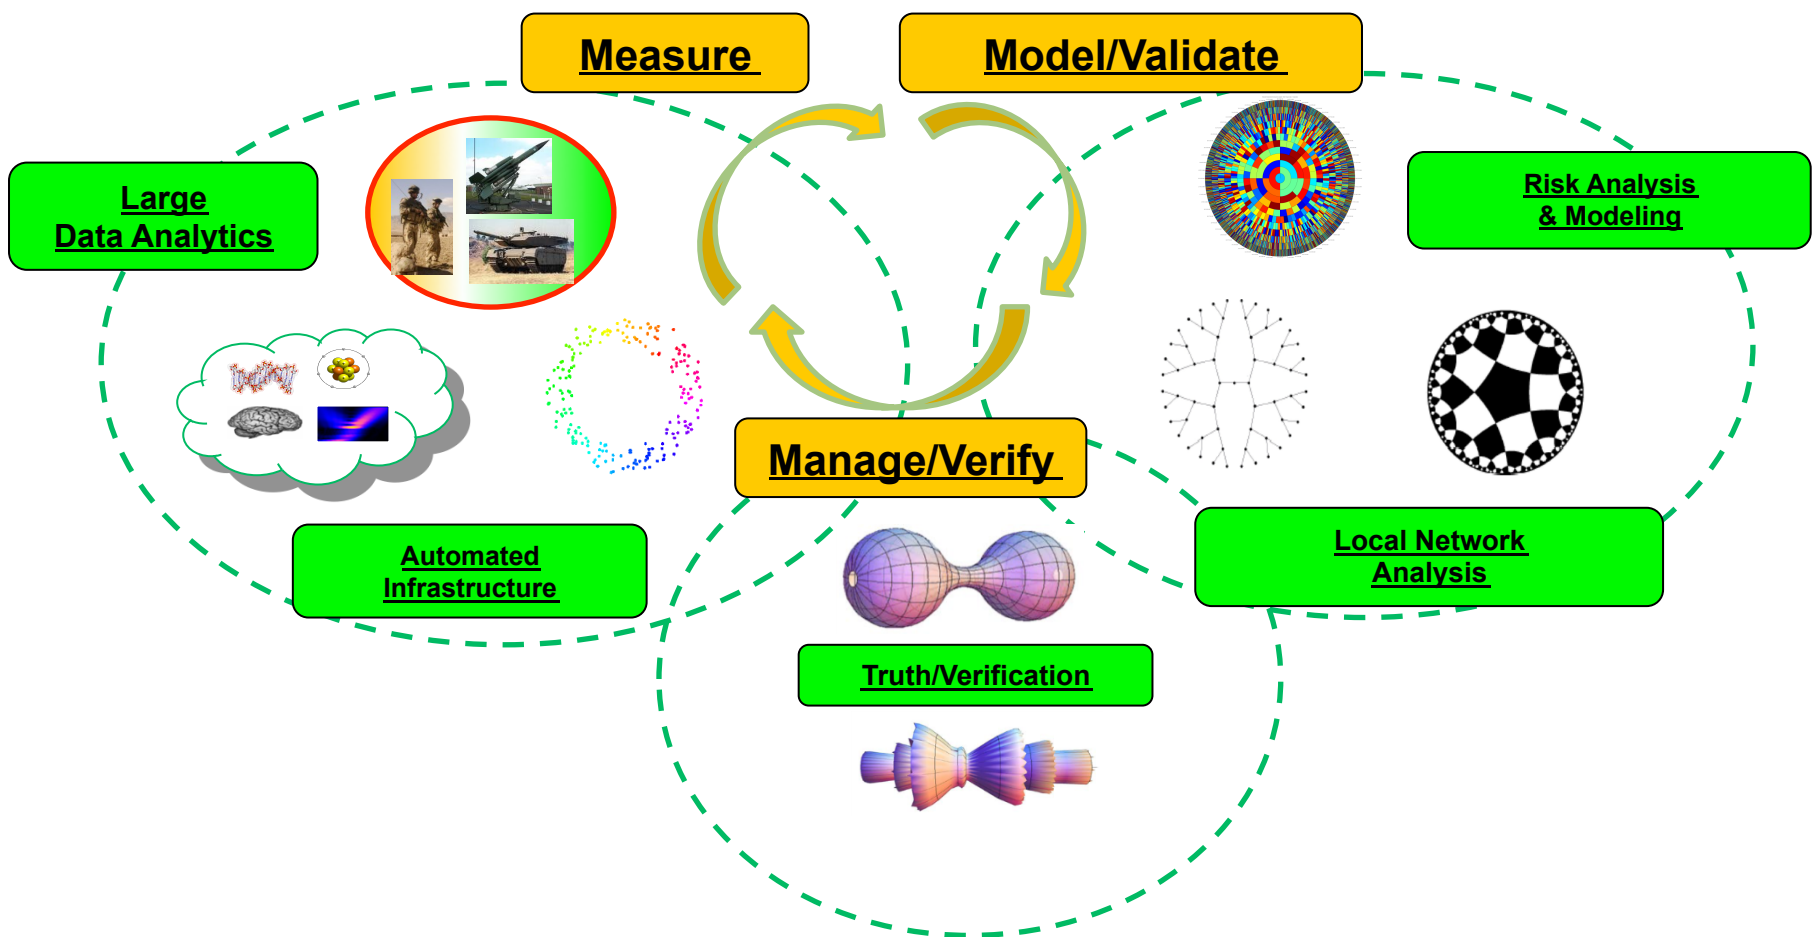 Measure
Model/Validate
Large
Data Analytics
Risk Analysis
& Modeling
Manage/Verify
Automated
Infrastructure
Local Network
Analysis
Truth/Verification